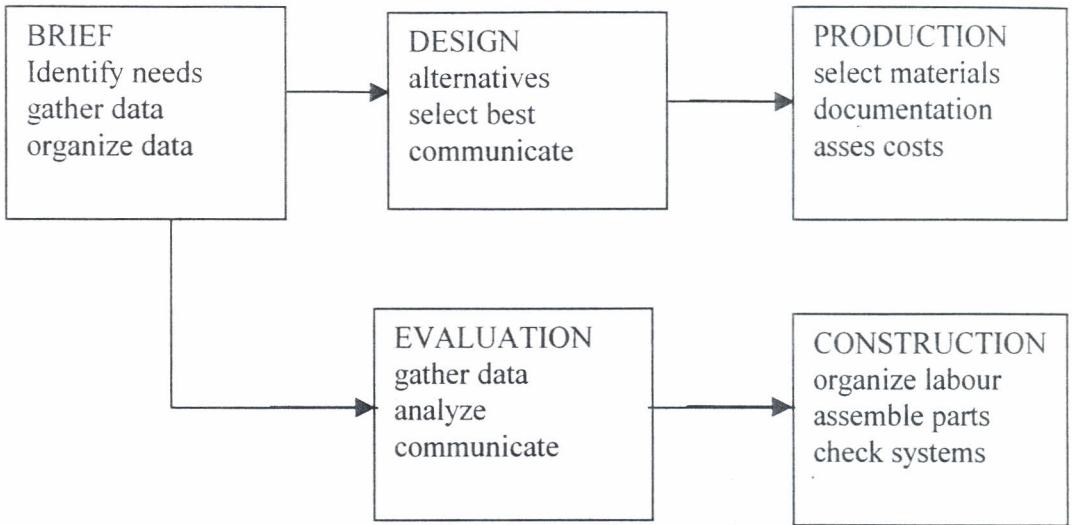 BRIEF
Identify needs
gather data
organize data
DESIGN
alternatives
select best
communicate
PRODUCTION
select materials
documentation
asses costs
EVALUATION
gather data
analyze
communicate
CONSTRUCTION
organize labour
assemble parts
check systems